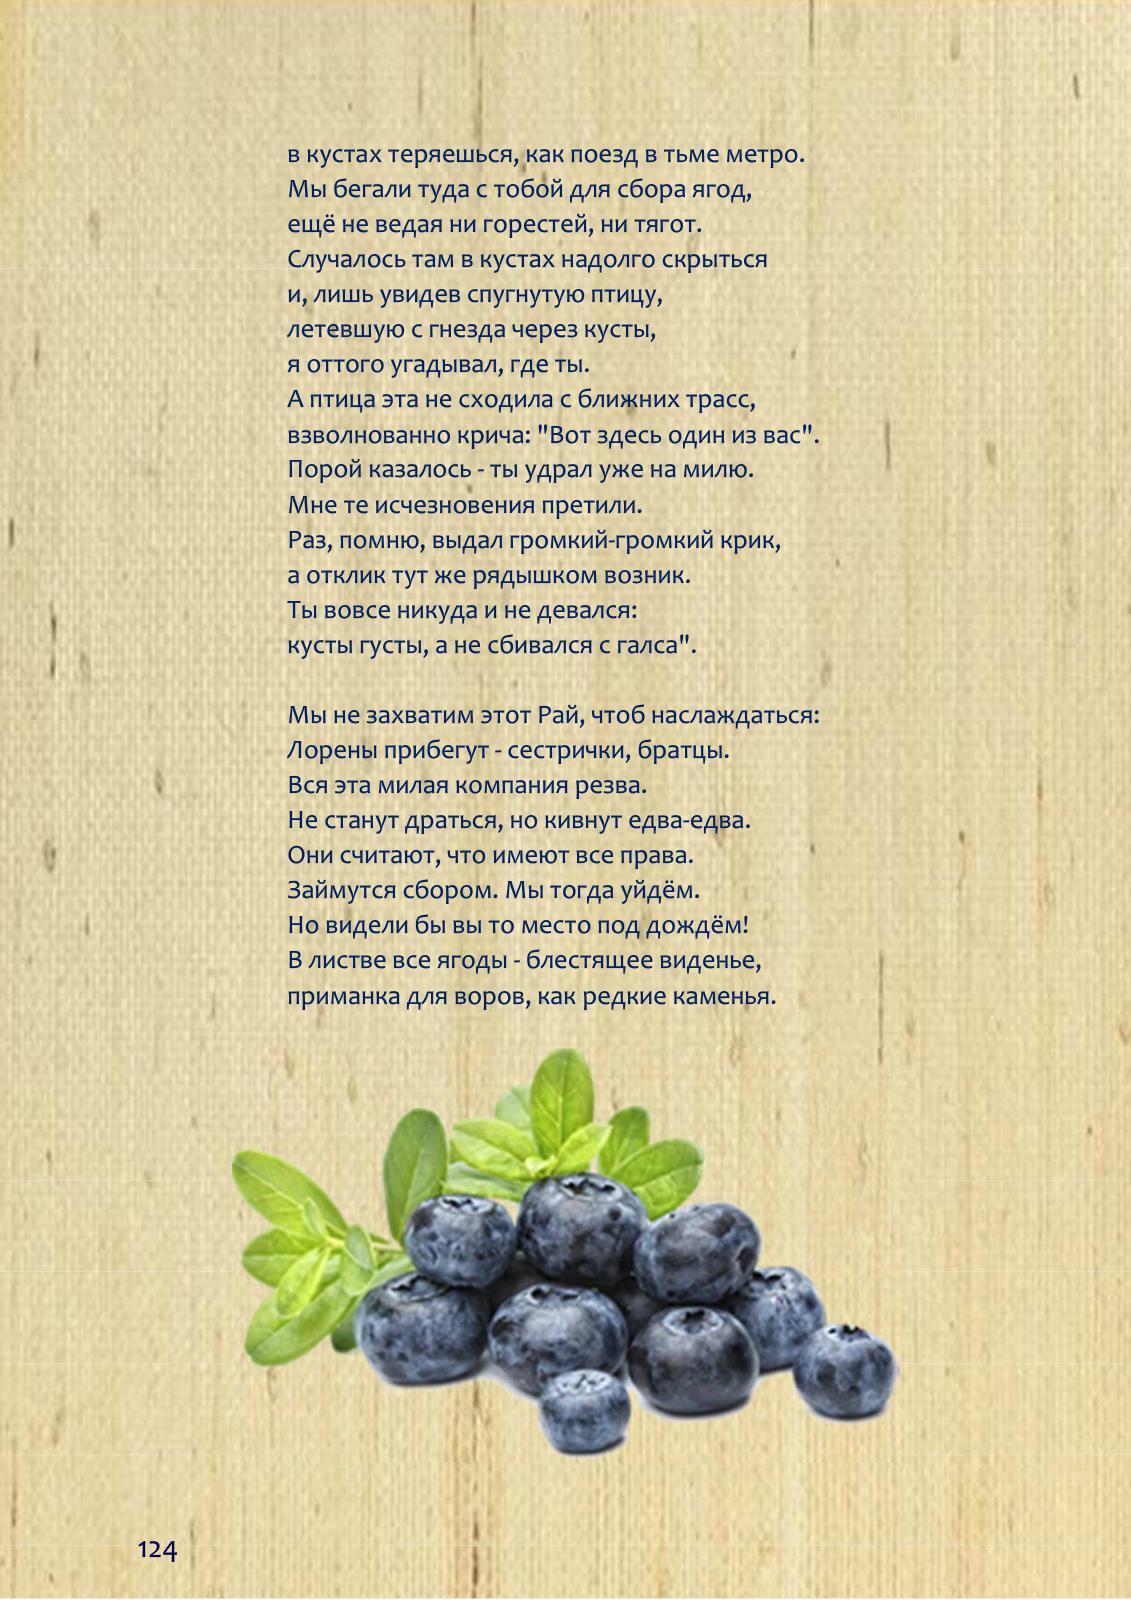 в кустах теряешься, как поезд в тьме метро.
Мы бегали туда с тобой для сбора ягод,
ещё не ведая ни горестей, ни тягот.
Случалось там в кустах надолго скрыться
и, лишь увидев спугнутую птицу,
летевшую с гнезда через кусты,
я оттого угадывал, где ты.
А птица эта не сходила с ближних трасс,
взволнованно крича: "Вот здесь один из вас".
Порой казалось - ты удрал уже на милю.
Мне те исчезновения претили.
Раз, помню, выдал громкий-громкий крик,
а отклик тут же рядышком возник.
Ты вовсе никуда и не девался:
кусты густы, а не сбивался с галса".

Мы не захватим этот Рай, чтоб наслаждаться:
Лорены прибегут - сестрички, братцы.
Вся эта милая компания резва.
Не станут драться, но кивнут едва-едва.
Они считают, что имеют все права.
Займутся сбором. Мы тогда уйдём.
Но видели бы вы то место под дождём!
В листве все ягоды - блестящее виденье,
приманка для воров, как редкие каменья.
124